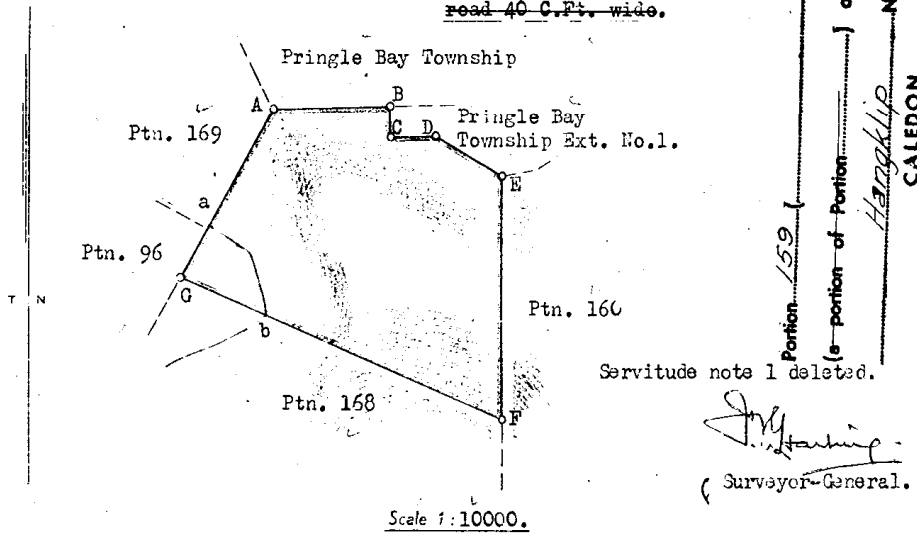 road 40 C.Ft. wide.
Pringle Bay Township
A
B
Ptn. 169
C
D
Pringle Bay
Township Ext. No.1.
E
a
Ptn. 96
G
T N
b
Ptn. 160
Ptn. 168
F
Scale 1:10000.
Servitude note 1 deleted.
Surveyor-General.
Portion 159 (
(a portion of Portion ) o
Hangklip N
CALEDON